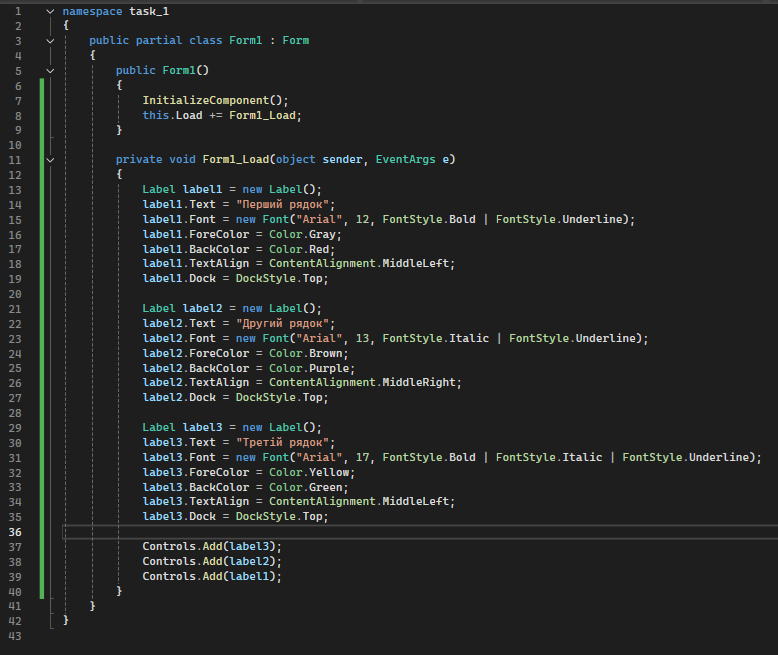 1 namespace task_1
2 {
3     public partial class Form1 : Form
4     {
5         public Form1()
6         {
7             InitializeComponent();
8             this.Load += Form1_Load;
9         }
10
11         private void Form1_Load(object sender, EventArgs e)
12         {
13             Label label1 = new Label();
14             label1.Text = "Перший рядок";
15             label1.Font = new Font("Arial", 12, FontStyle.Bold | FontStyle.Underline);
16             label1.ForeColor = Color.Gray;
17             label1.BackColor = Color.Red;
18             label1.TextAlign = ContentAlignment.MiddleLeft;
19             label1.Dock = DockStyle.Top;
20
21             Label label2 = new Label();
22             label2.Text = "Другий рядок";
23             label2.Font = new Font("Arial", 13, FontStyle.Italic | FontStyle.Underline);
24             label2.ForeColor = Color.Brown;
25             label2.BackColor = Color.Purple;
26             label2.TextAlign = ContentAlignment.MiddleRight;
27             label2.Dock = DockStyle.Top;
28
29             Label label3 = new Label();
30             label3.Text = "Третій рядок";
31             label3.Font = new Font("Arial", 17, FontStyle.Bold | FontStyle.Italic | FontStyle.Underline);
32             label3.ForeColor = Color.Yellow;
33             label3.BackColor = Color.Green;
34             label3.TextAlign = ContentAlignment.MiddleLeft;
35             label3.Dock = DockStyle.Top;
36
37             Controls.Add(label3);
38             Controls.Add(label2);
39             Controls.Add(label1);
40         }
41     }
42 }
43